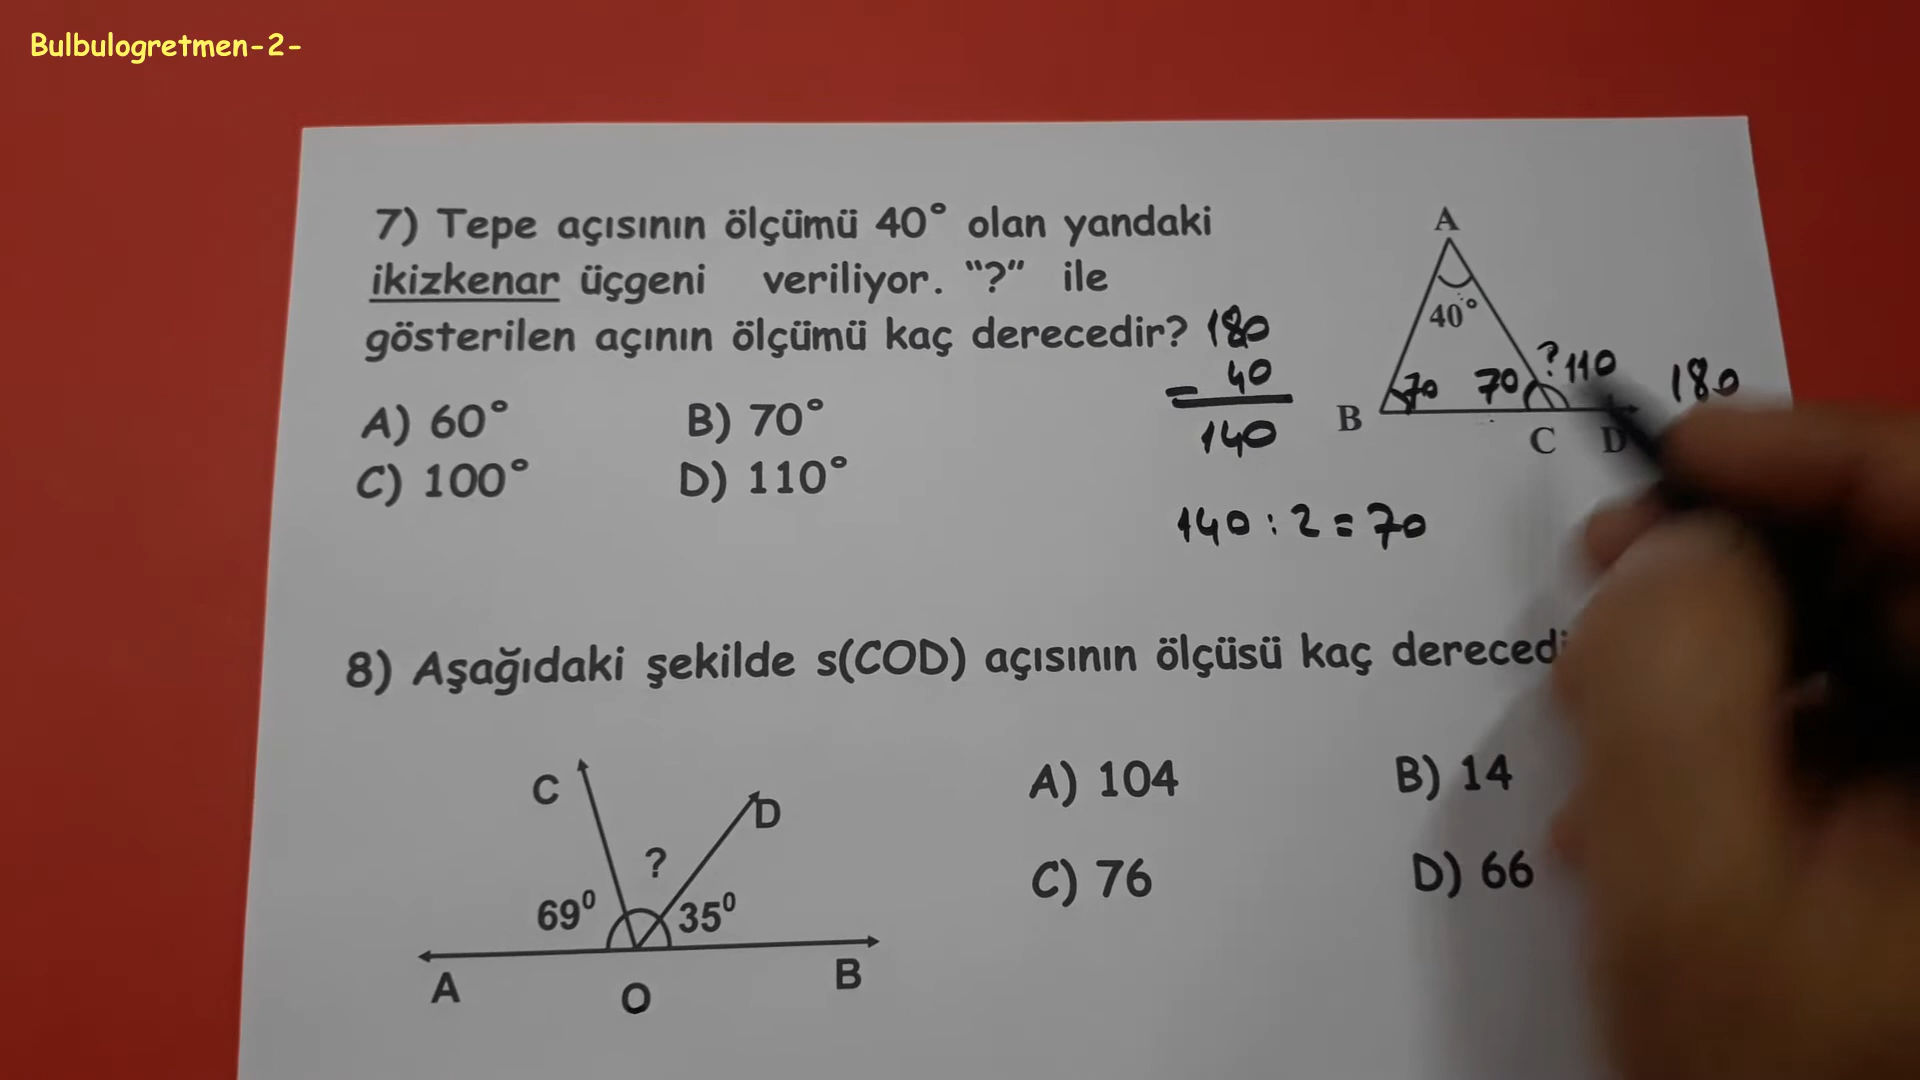 Bulbulogretmen-2-
7) Tepe açısının ölçümü 40° olan yandaki
ikizkenar üçgeni veriliyor. "?" ile
gösterilen açının ölçümü kaç derecedir?
A) 60° B) 70°
C) 100° D) 110°
180
- 40
140
140 : 2 = 70
A
40°
70 70 ? 110 180
B C D
8) Aşağıdaki şekilde s(COD) açısının ölçüsü kaç
A) 104 B) 14
C) 76 D) 66
C D
?
69⁰ 35⁰
A O B